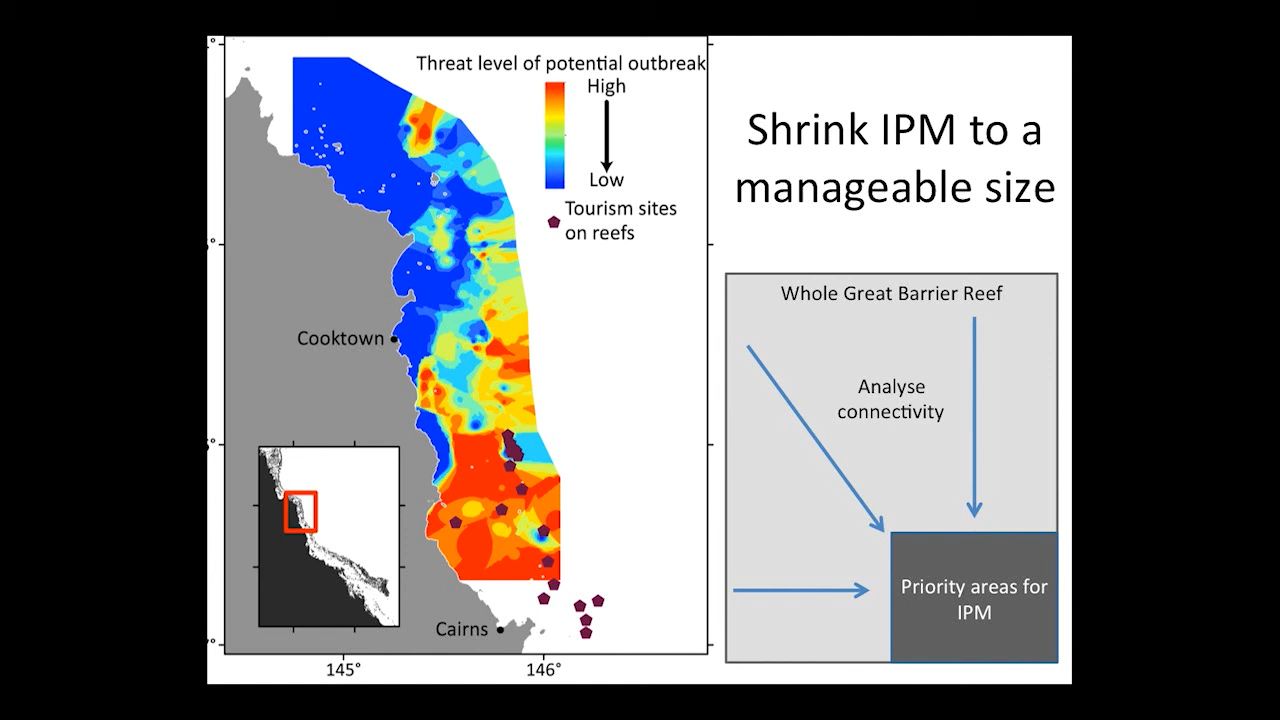 Threat level of potential outbreak
High
Low
Tourism sites
on reefs
Cooktown
Cairns
145°
146°
Shrink IPM to a
manageable size
Whole Great Barrier Reef
Analyse
connectivity
Priority areas for
IPM